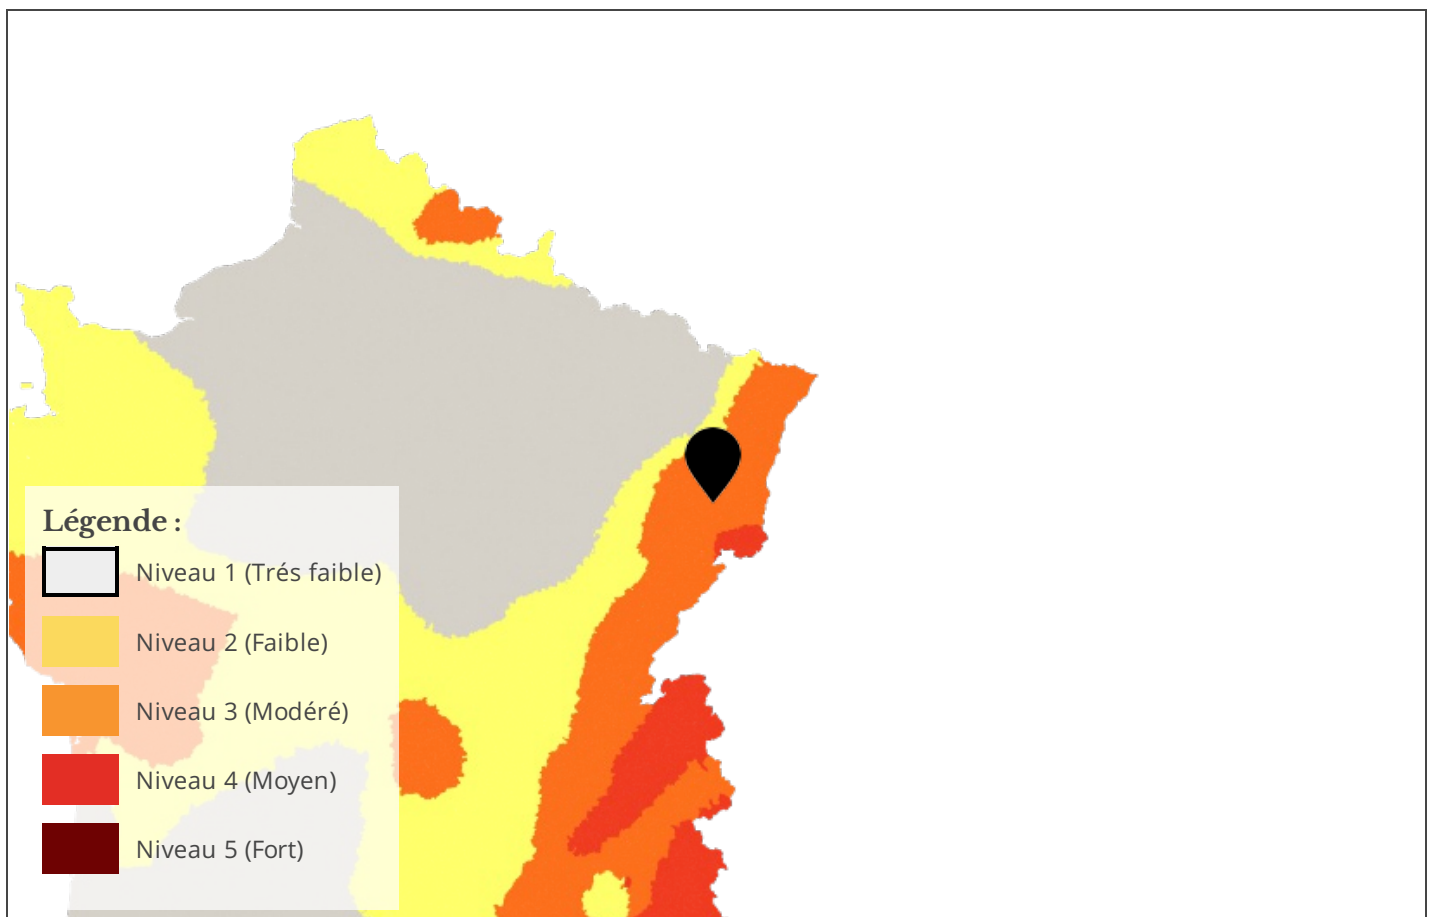 Légende :
Niveau 1 (Trés faible)
Niveau 2 (Faible)
Niveau 3 (Modéré)
Niveau 4 (Moyen)
Niveau 5 (Fort)